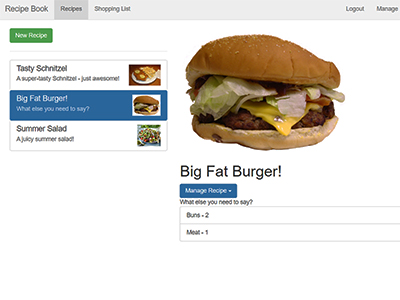 Recipe Book Recipes Shopping List Logout Manage
New Recipe
Tasty Schnitzel
A super-tasty Schnitzel - just awesome!
Big Fat Burger!
What else you need to say?
Summer Salad
A juicy summer salad!
Big Fat Burger!
Manage Recipe
What else you need to say?
Buns - 2
Meat - 1